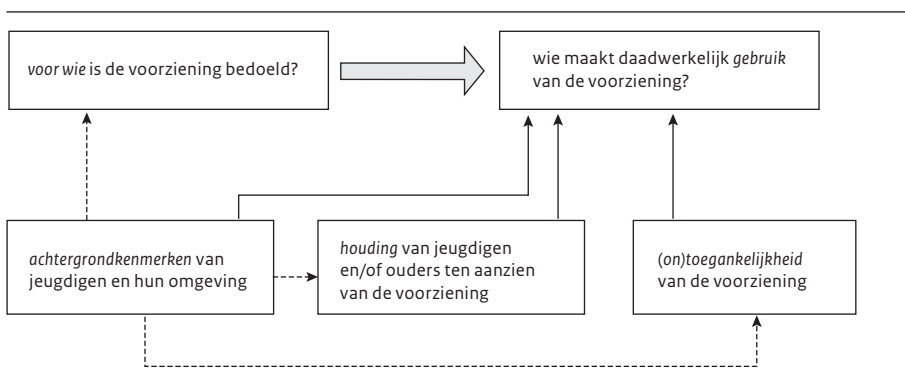 voor wie is de voorziening bedoeld?
wie maakt daadwerkelijk gebruik
van de voorziening?
achtergrondkenmerken van
jeugdigen en hun omgeving
houding van jeugdigen
en/of ouders ten aanzien
van de voorziening
(on)toegankelijkheid
van de voorziening